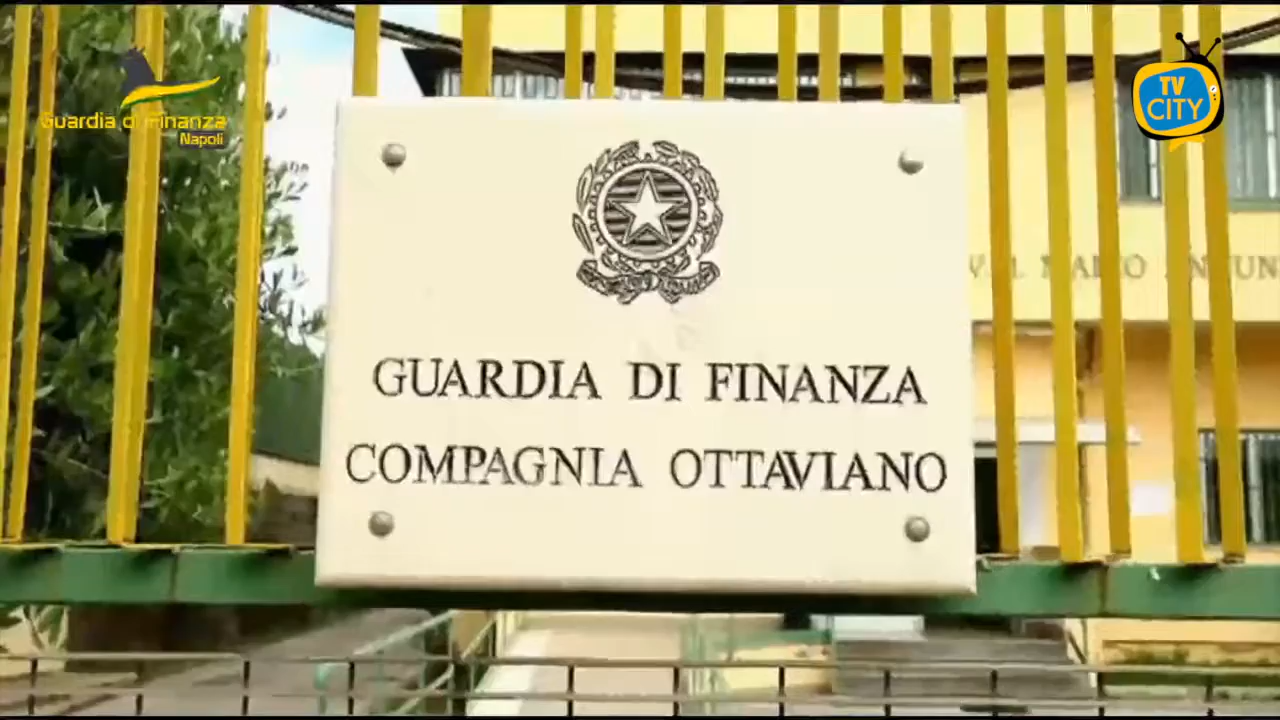 Guardia di Finanza
Napoli
TV
CITY
GUARDIA DI FINANZA
COMPAGNIA OTTAVIANO